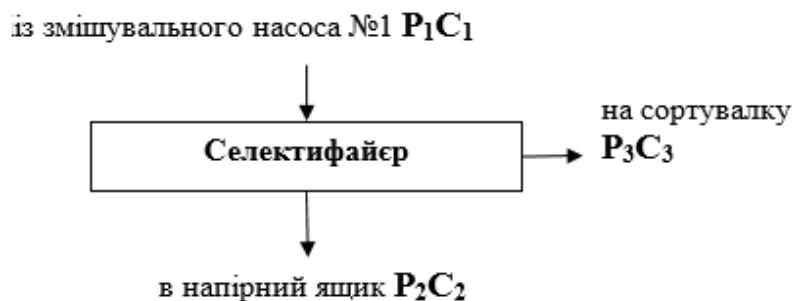 із змішувального насоса №1 P₁C₁
на сортувалку
P₃C₃
Селектифайєр
в напірний ящик P₂C₂